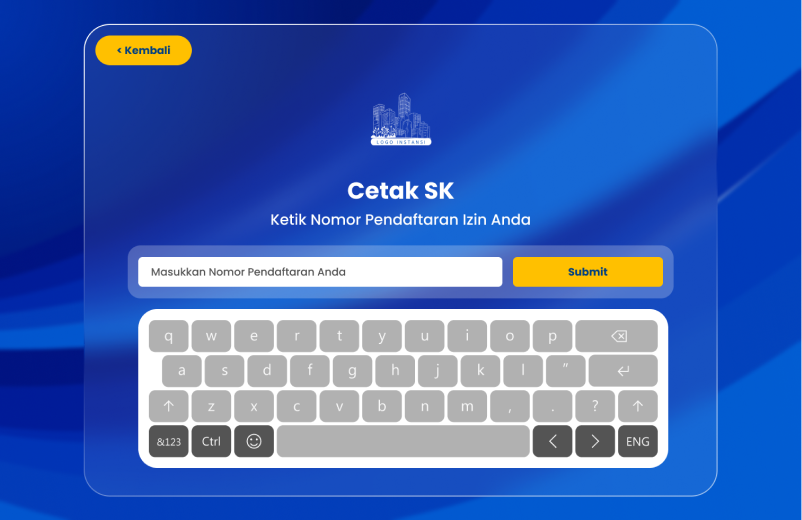 < Kembali
LOGO INSTANSI
Cetak SK
Ketik Nomor Pendaftaran Izin Anda
Masukkan Nomor Pendaftaran Anda Submit
q w e r t y u i o p
a s d f g h j k l "
z x c v b n m , . ?
&123 Ctrl < > ENG